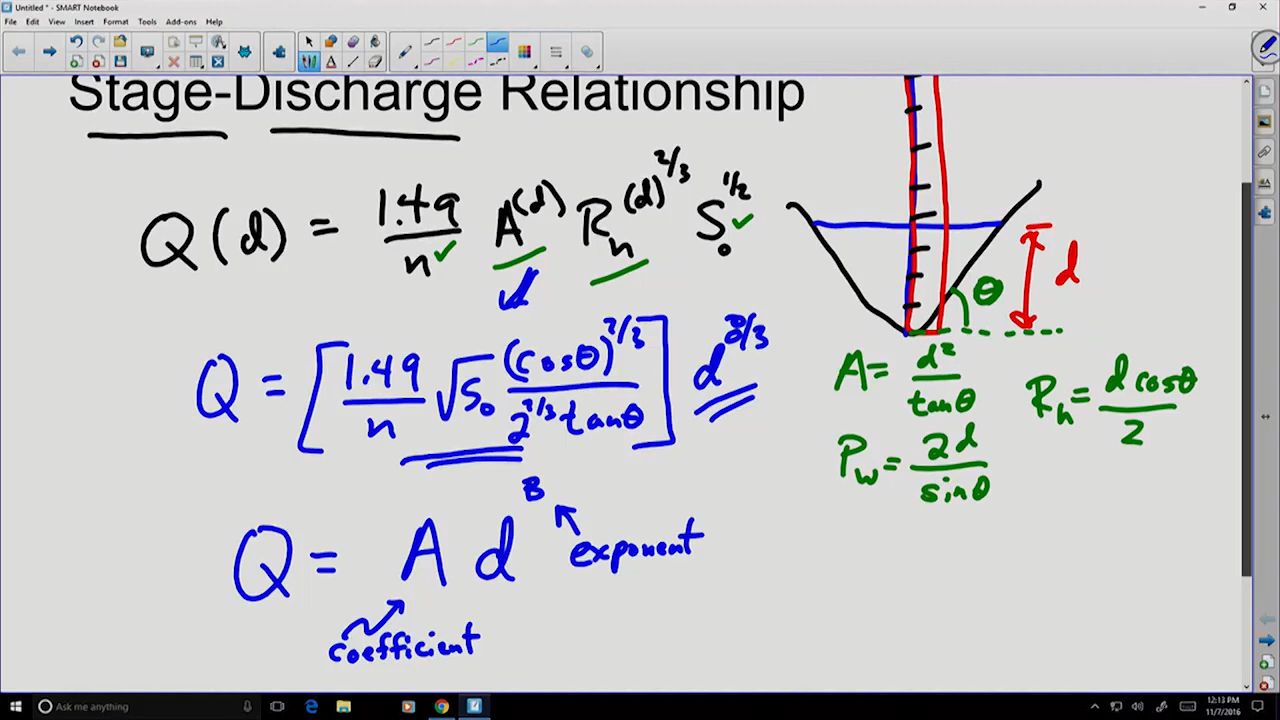 Untitled * - SMART Notebook
File Edit View Insert Format Tools Add-ons Help
Stage-Discharge Relationship
Q(d) = 1.49/n A(d) R_h(d)^2/3 S_o^1/2
θ
d
Q = [1.49/n √S_o (cosθ)^2/3 / 2^2/3 tanθ] d^8/3
A = d²/tanθ
R_h = d cosθ/2
P_w = 2d/sinθ
Q = A d^B
exponent
coefficient
Ask me anything
12:13 PM
11/7/2016